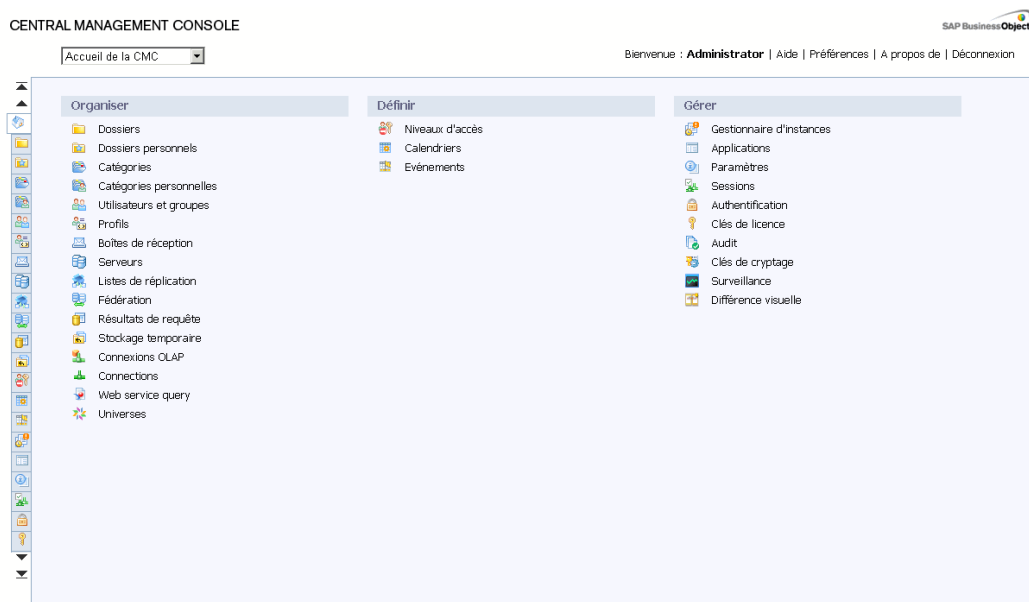 CENTRAL MANAGEMENT CONSOLE
SAP BusinessObject
Accueil de la CMC
Bienvenue : Administrator | Aide | Préférences | A propos de | Déconnexion
Organiser
Dossiers
Dossiers personnels
Catégories
Catégories personnelles
Utilisateurs et groupes
Profils
Boîtes de réception
Serveurs
Listes de réplication
Fédération
Résultats de requête
Stockage temporaire
Connexions OLAP
Connections
Web service query
Universes
Définir
Niveaux d'accès
Calendriers
Evénements
Gérer
Gestionnaire d'instances
Applications
Paramètres
Sessions
Authentification
Clés de licence
Audit
Clés de cryptage
Surveillance
Différence visuelle